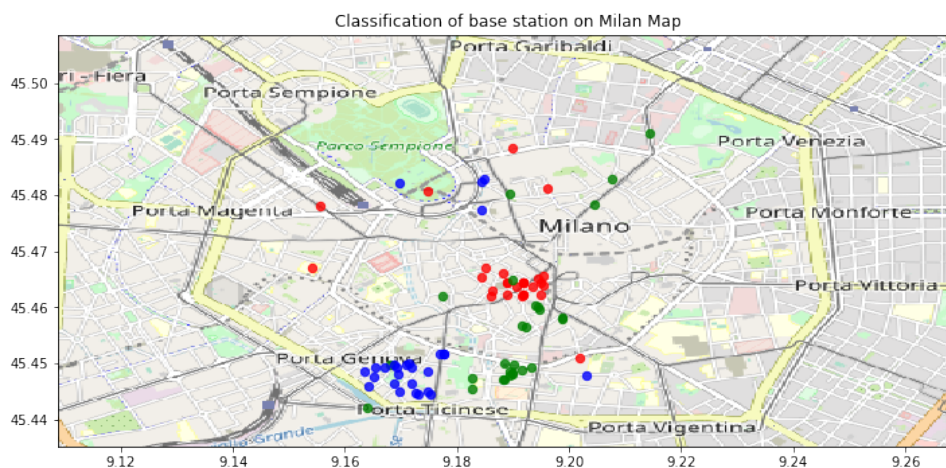 Classification of base station on Milan Map
Porta Garibaldi
45.50
ri - Fiera
Porta Sempione
45.49
Parco Sempione
Porta Venezia
45.48
Porta Magenta
Porta Monforte
Milano
45.47
45.46
Porta Vittoria
45.45
Porta Genova
Porta Ticinese
45.44
Porta Vigentina
Grande
9.12 9.14 9.16 9.18 9.20 9.22 9.24 9.26